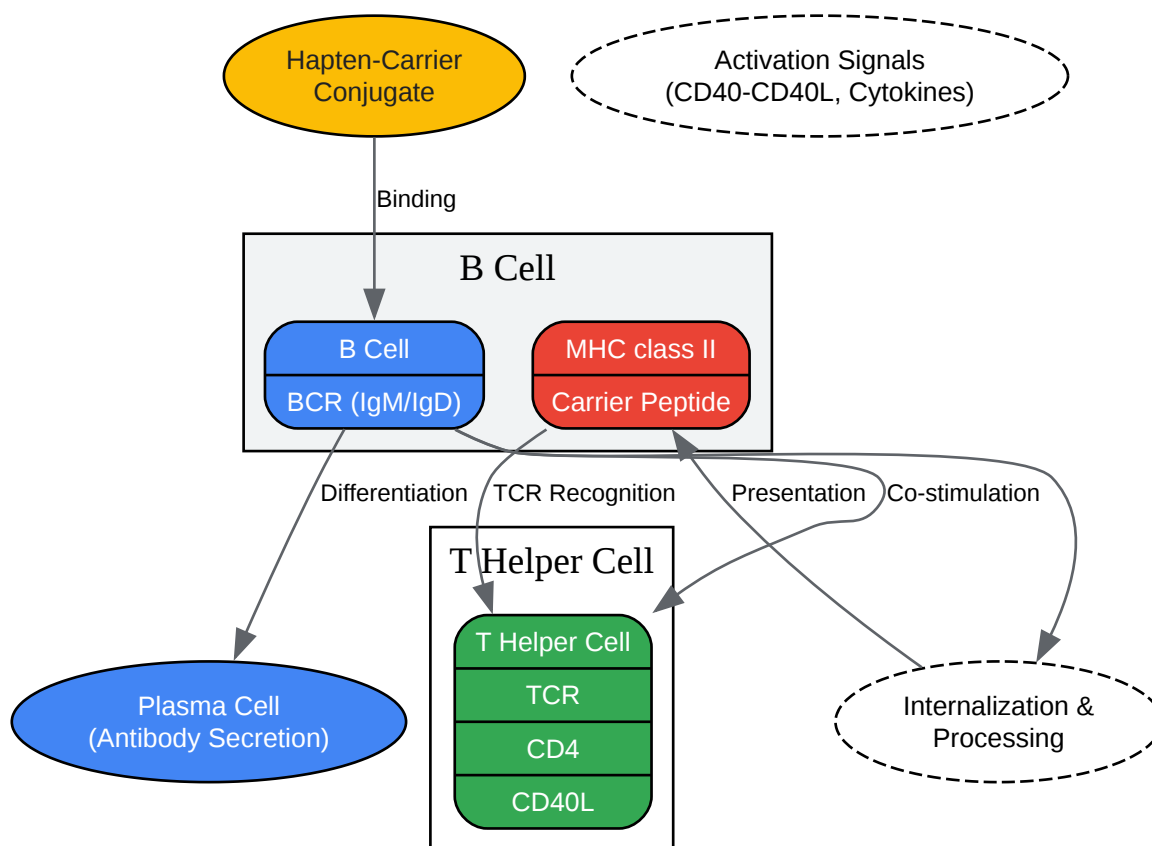 Hapten-Carrier
Conjugate
Activation Signals
(CD40-CD40L, Cytokines)
Binding
B Cell
B Cell
BCR (IgM/IgD)
MHC class II
Carrier Peptide
Differentiation
TCR Recognition
Presentation
Co-stimulation
T Helper Cell
T Helper Cell
TCR
CD4
CD40L
Plasma Cell
(Antibody Secretion)
Internalization &
Processing